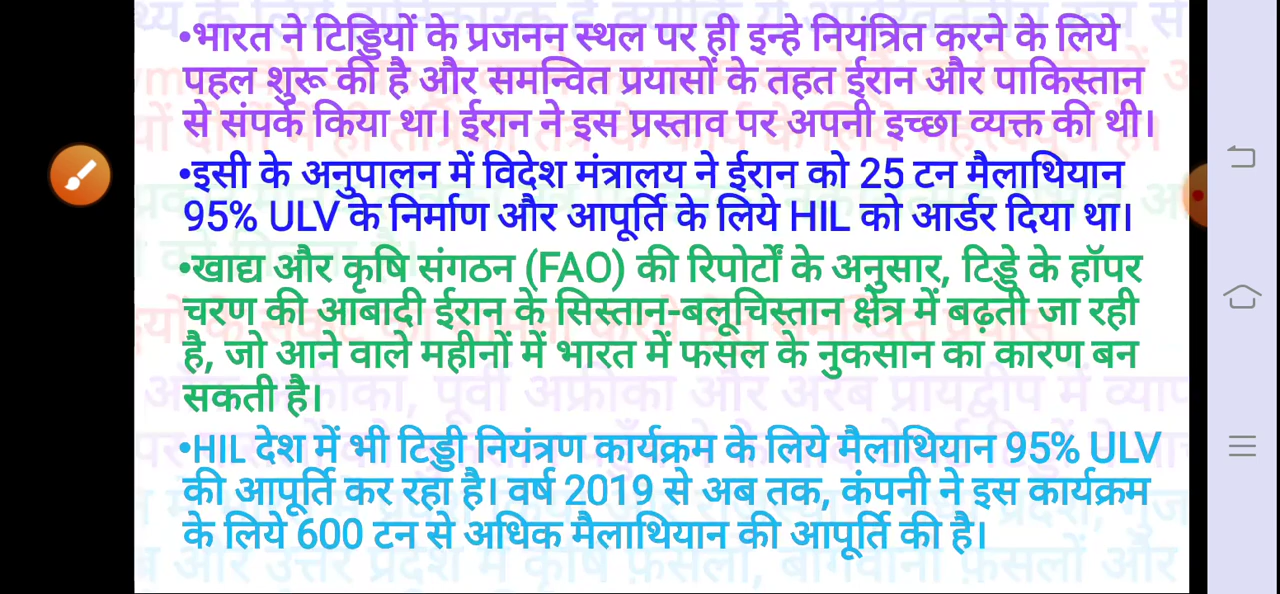 •भारत ने टिड्डियों के प्रजनन स्थल पर ही इन्हे नियंत्रित करने के लिये
पहल शुरू की है और समन्वित प्रयासों के तहत ईरान और पाकिस्तान
से संपर्क किया था। ईरान ने इस प्रस्ताव पर अपनी इच्छा व्यक्त की थी।
•इसी के अनुपालन में विदेश मंत्रालय ने ईरान को 25 टन मैलाथियान
95% ULV के निर्माण और आपूर्ति के लिये HIL को आर्डर दिया था।
•खाद्य और कृषि संगठन (FAO) की रिपोर्टों के अनुसार, टिड्डे के हॉपर
चरण की आबादी ईरान के सिस्तान-बलूचिस्तान क्षेत्र में बढ़ती जा रही
है, जो आने वाले महीनों में भारत में फसल के नुकसान का कारण बन
सकती है।
•HIL देश में भी टिड्डी नियंत्रण कार्यक्रम के लिये मैलाथियान 95% ULV
की आपूर्ति कर रहा है। वर्ष 2019 से अब तक, कंपनी ने इस कार्यक्रम
के लिये 600 टन से अधिक मैलाथियान की आपूर्ति की है।